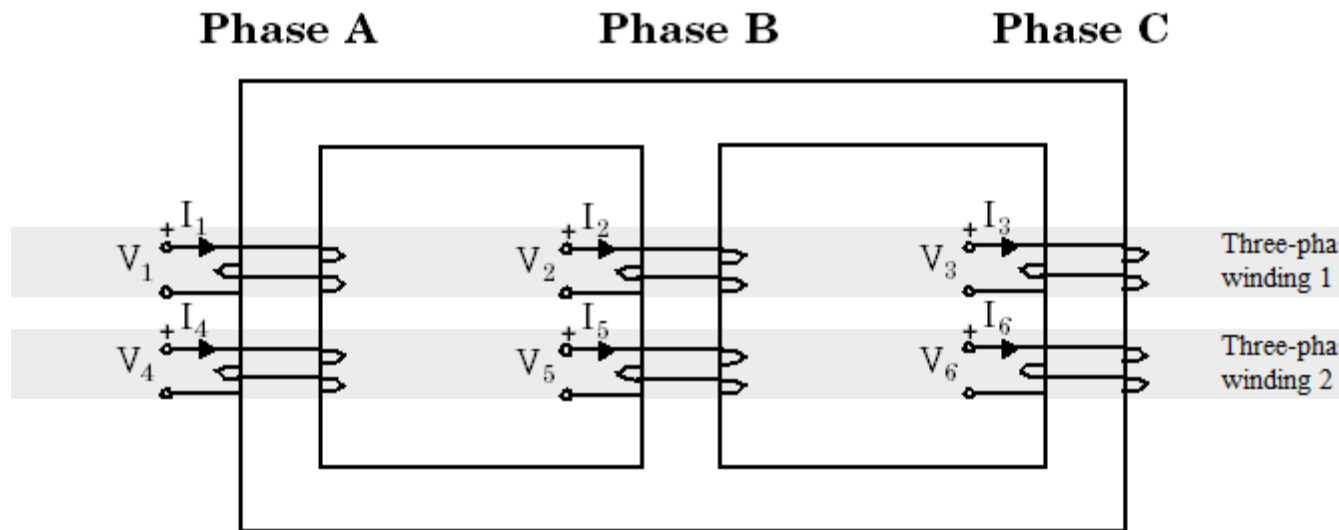 Phase A Phase B Phase C
+ I1 + I2 + I3
V1 V2 V3
Three-pha
winding 1
+ I4 + I5 + I6
V4 V5 V6
Three-pha
winding 2